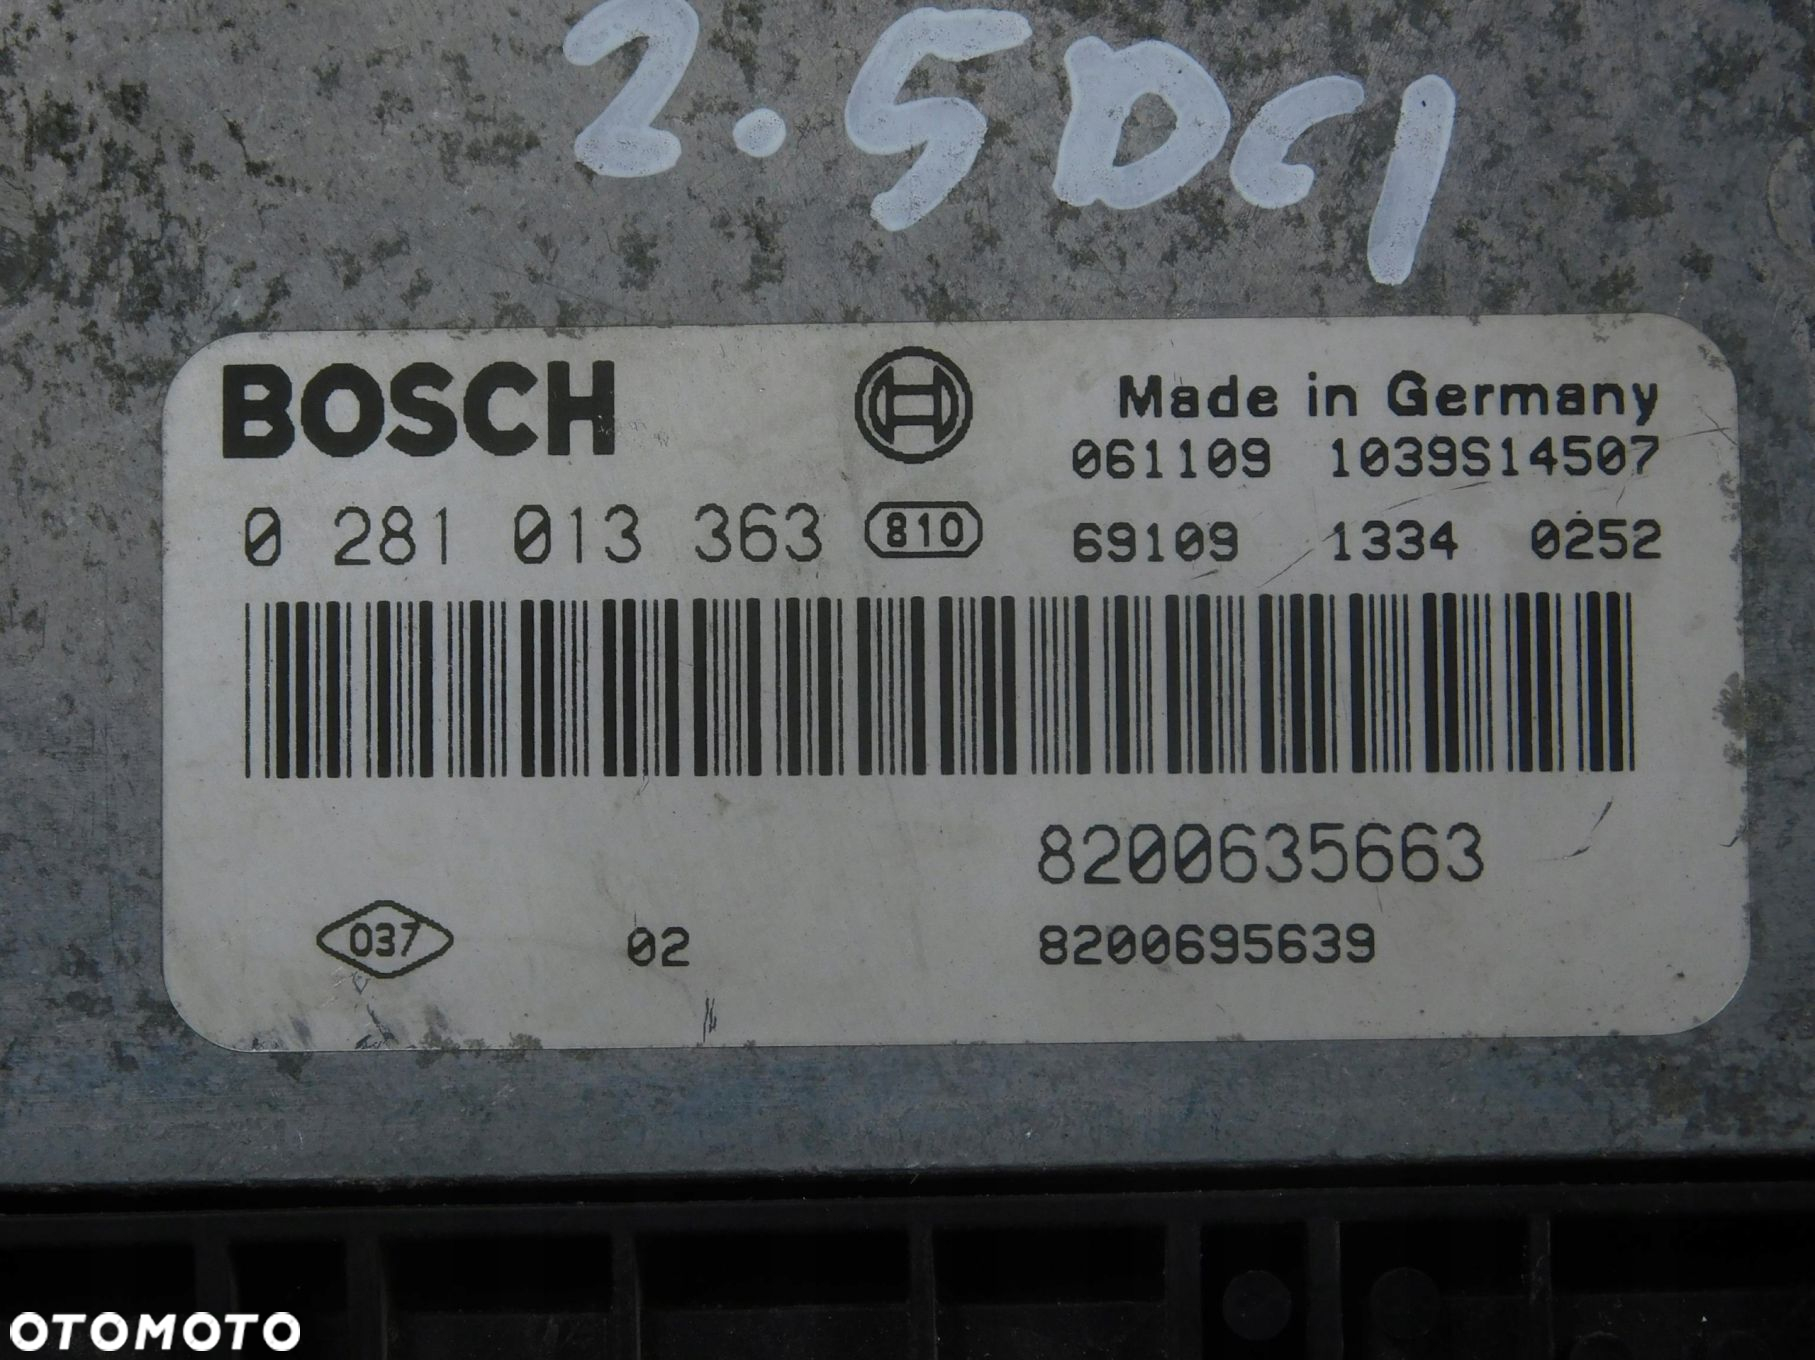 2.5DCI
BOSCH
Made in Germany
061109 1039S14507
0 281 013 363 810
69109 1334 0252
8200635663
037 02 8200695639
OTOMOTO